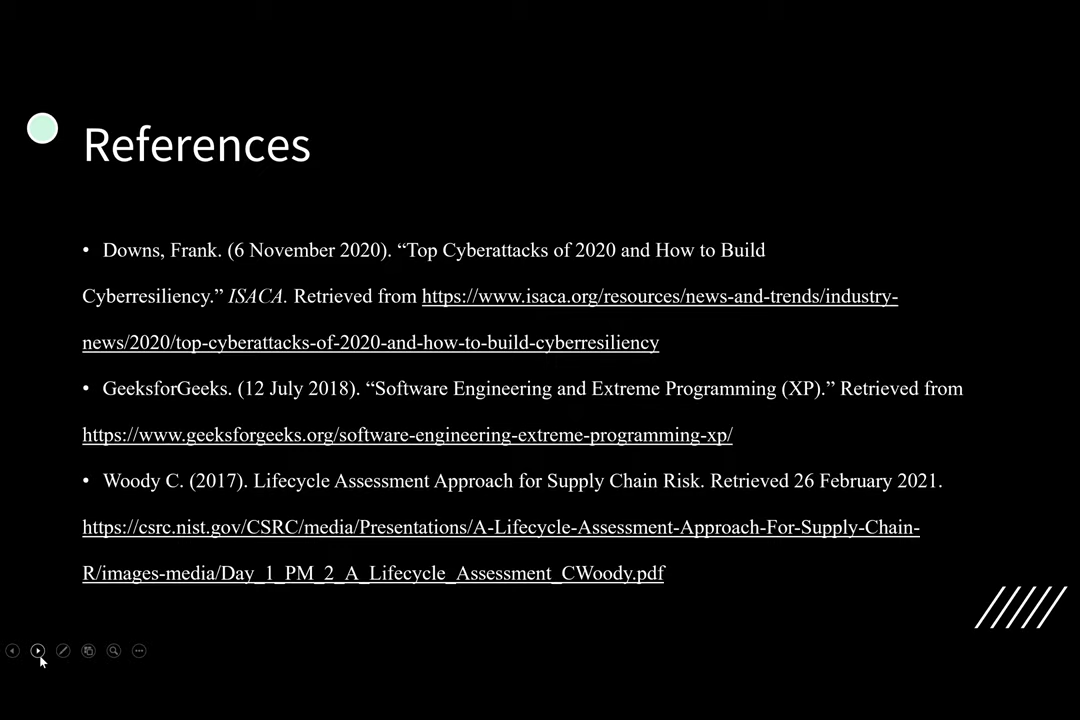 References
• Downs, Frank. (6 November 2020). “Top Cyberattacks of 2020 and How to Build
Cyberresiliency.” ISACA. Retrieved from https://www.isaca.org/resources/news-and-trends/industry-
news/2020/top-cyberattacks-of-2020-and-how-to-build-cyberresiliency
• GeeksforGeeks. (12 July 2018). “Software Engineering and Extreme Programming (XP).” Retrieved from
https://www.geeksforgeeks.org/software-engineering-extreme-programming-xp/
• Woody C. (2017). Lifecycle Assessment Approach for Supply Chain Risk. Retrieved 26 February 2021.
https://csrc.nist.gov/CSRC/media/Presentations/A-Lifecycle-Assessment-Approach-For-Supply-Chain-
R/images-media/Day_1_PM_2_A_Lifecycle_Assessment_CWoody.pdf